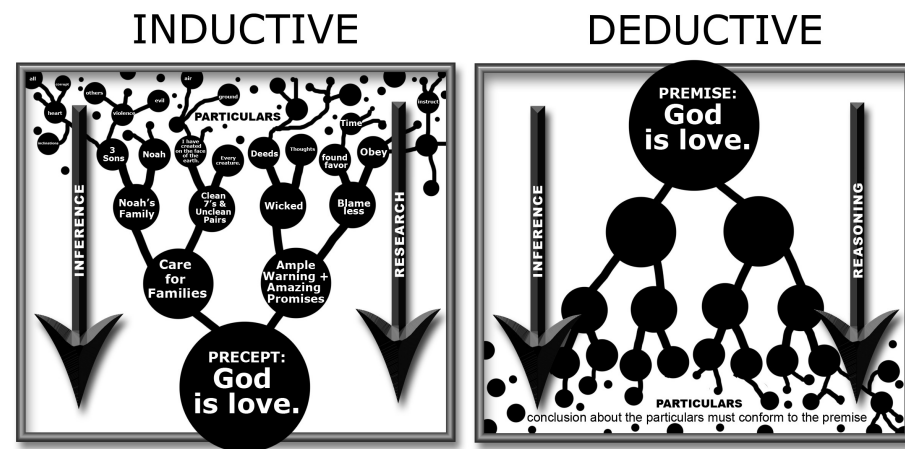 INDUCTIVE
all
heart
inclinations
others
violence
evil
air
ground
PARTICULARS
Time
instruct
3
Sons
Noah
I have
created
on the face
of the
earth.
Every
creature.
Deeds
Thoughts
found
favor
Obey
Noah's
Family
Clean
7's &
Unclean
Pairs
Wicked
Blame
less
Care
for
Families
Ample
Warning +
Amazing
Promises
PRECEPT:
God
is love.
INFERENCE
RESEARCH
DEDUCTIVE
PREMISE:
God
is love.
INFERENCE
REASONING
PARTICULARS
conclusion about the particulars must conform to the premise